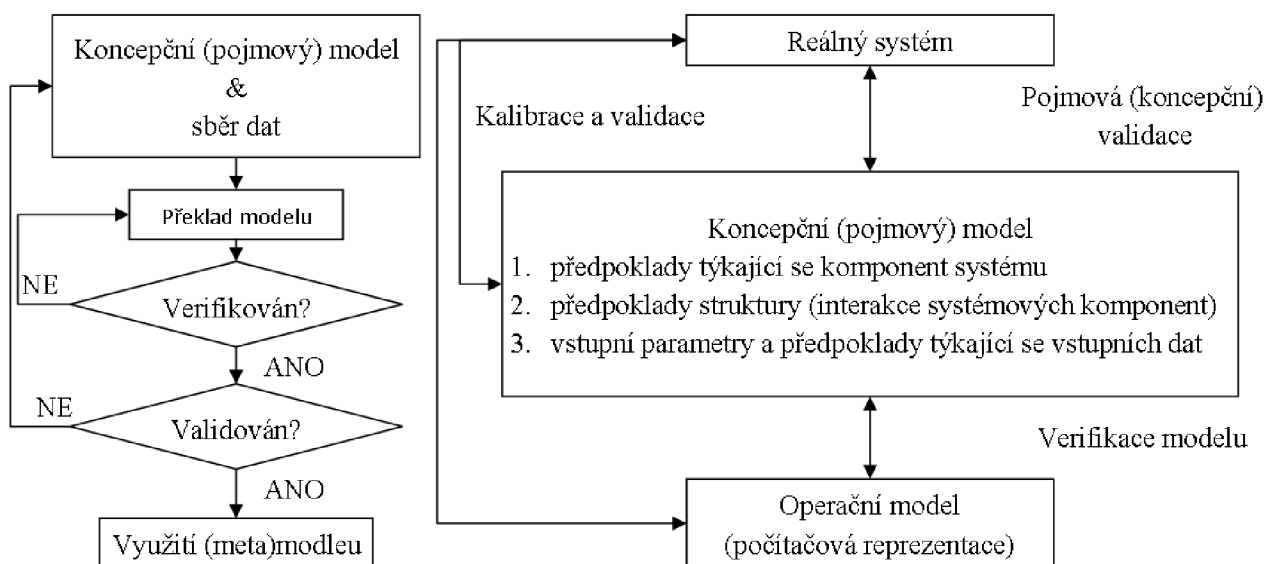 Koncepční (pojmový) model
&
sběr dat
Překlad modelu
NE
Verifikován?
ANO
NE
Validován?
ANO
Využití (meta)modleu
Reálný systém
Kalibrace a validace
Pojmová (koncepční)
validace
Koncepční (pojmový) model
1. předpoklady týkající se komponent systému
2. předpoklady struktury (interakce systémových komponent)
3. vstupní parametry a předpoklady týkající se vstupních dat
Verifikace modelu
Operační model
(počítačová reprezentace)